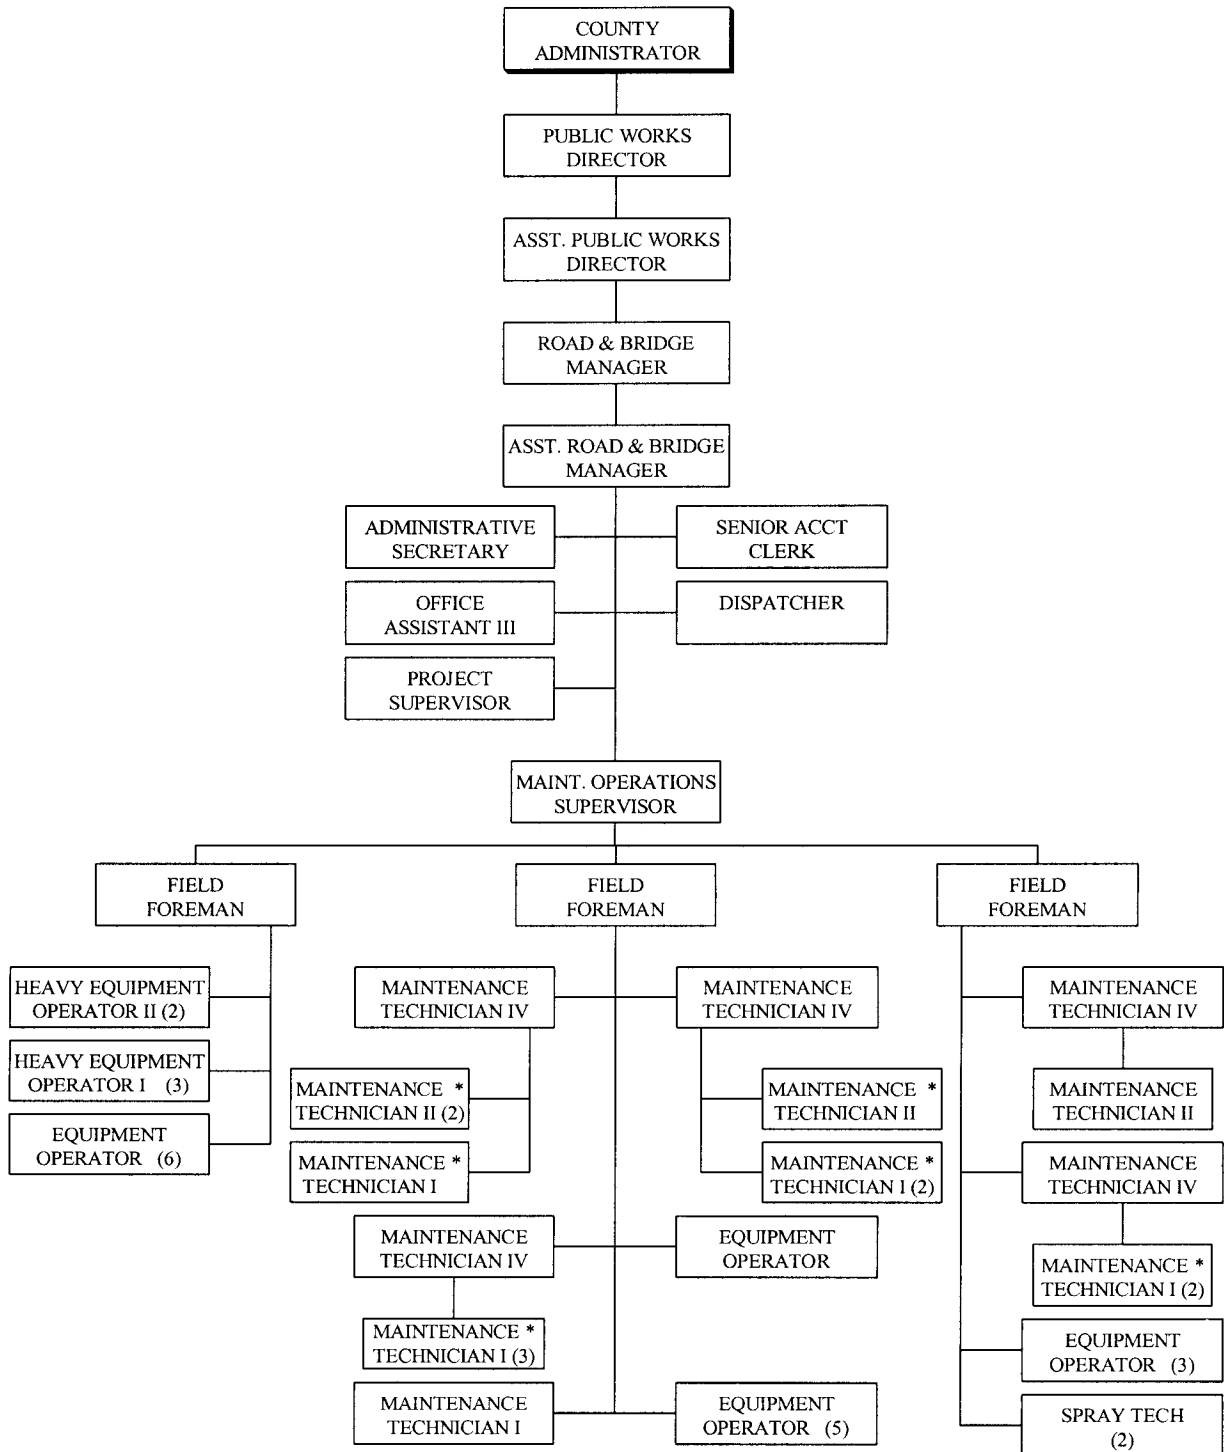 COUNTY
ADMINISTRATOR
PUBLIC WORKS
DIRECTOR
ASST. PUBLIC WORKS
DIRECTOR
ROAD & BRIDGE
MANAGER
ASST. ROAD & BRIDGE
MANAGER
ADMINISTRATIVE
SECRETARY
SENIOR ACCT
CLERK
OFFICE
ASSISTANT III
DISPATCHER
PROJECT
SUPERVISOR
MAINT. OPERATIONS
SUPERVISOR
FIELD
FOREMAN
FIELD
FOREMAN
FIELD
FOREMAN
HEAVY EQUIPMENT
OPERATOR II (2)
HEAVY EQUIPMENT
OPERATOR I (3)
EQUIPMENT
OPERATOR (6)
MAINTENANCE
TECHNICIAN IV
MAINTENANCE *
TECHNICIAN II (2)
MAINTENANCE *
TECHNICIAN I
MAINTENANCE
TECHNICIAN IV
MAINTENANCE *
TECHNICIAN II
MAINTENANCE *
TECHNICIAN I (2)
MAINTENANCE
TECHNICIAN IV
MAINTENANCE *
TECHNICIAN I (3)
EQUIPMENT
OPERATOR
MAINTENANCE
TECHNICIAN I
EQUIPMENT
OPERATOR (5)
MAINTENANCE
TECHNICIAN IV
MAINTENANCE
TECHNICIAN II
MAINTENANCE
TECHNICIAN IV
MAINTENANCE *
TECHNICIAN I (2)
EQUIPMENT
OPERATOR (3)
SPRAY TECH
(2)